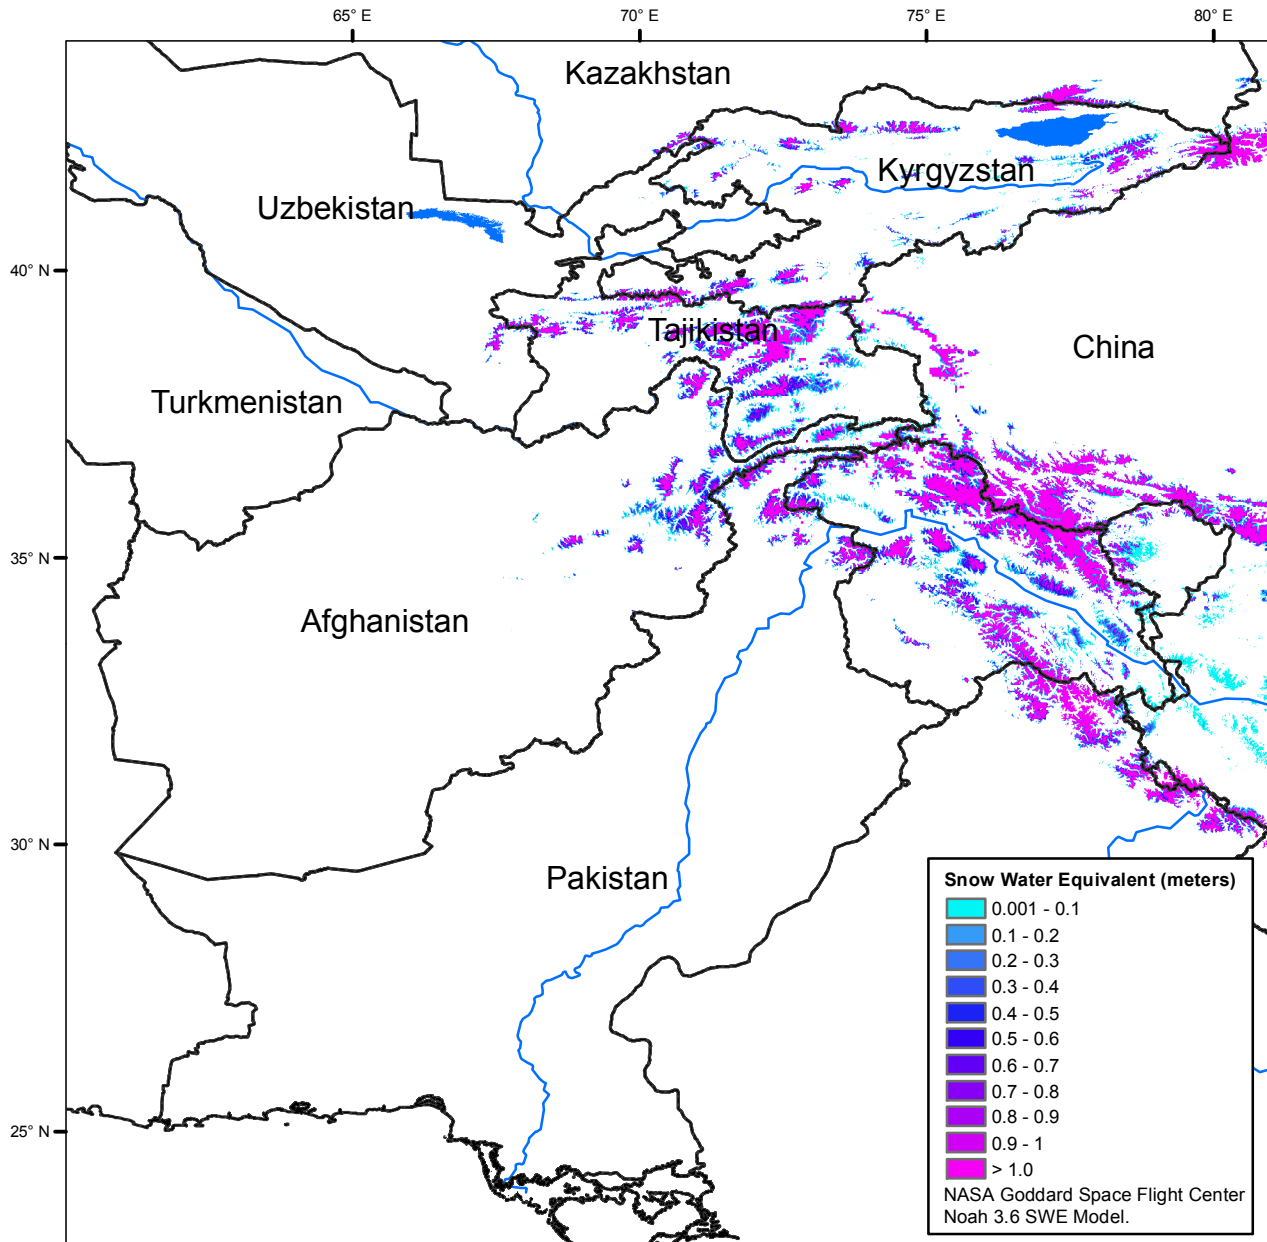 65° E
70° E
75° E
80° E
Kazakhstan
Kyrgyzstan
Uzbekistan
40° N
Tajikistan
China
Turkmenistan
35° N
Afghanistan
30° N
Pakistan
25° N
Snow Water Equivalent (meters)
0.001 - 0.1
0.1 - 0.2
0.2 - 0.3
0.3 - 0.4
0.4 - 0.5
0.5 - 0.6
0.6 - 0.7
0.7 - 0.8
0.8 - 0.9
0.9 - 1
> 1.0
NASA Goddard Space Flight Center
Noah 3.6 SWE Model.